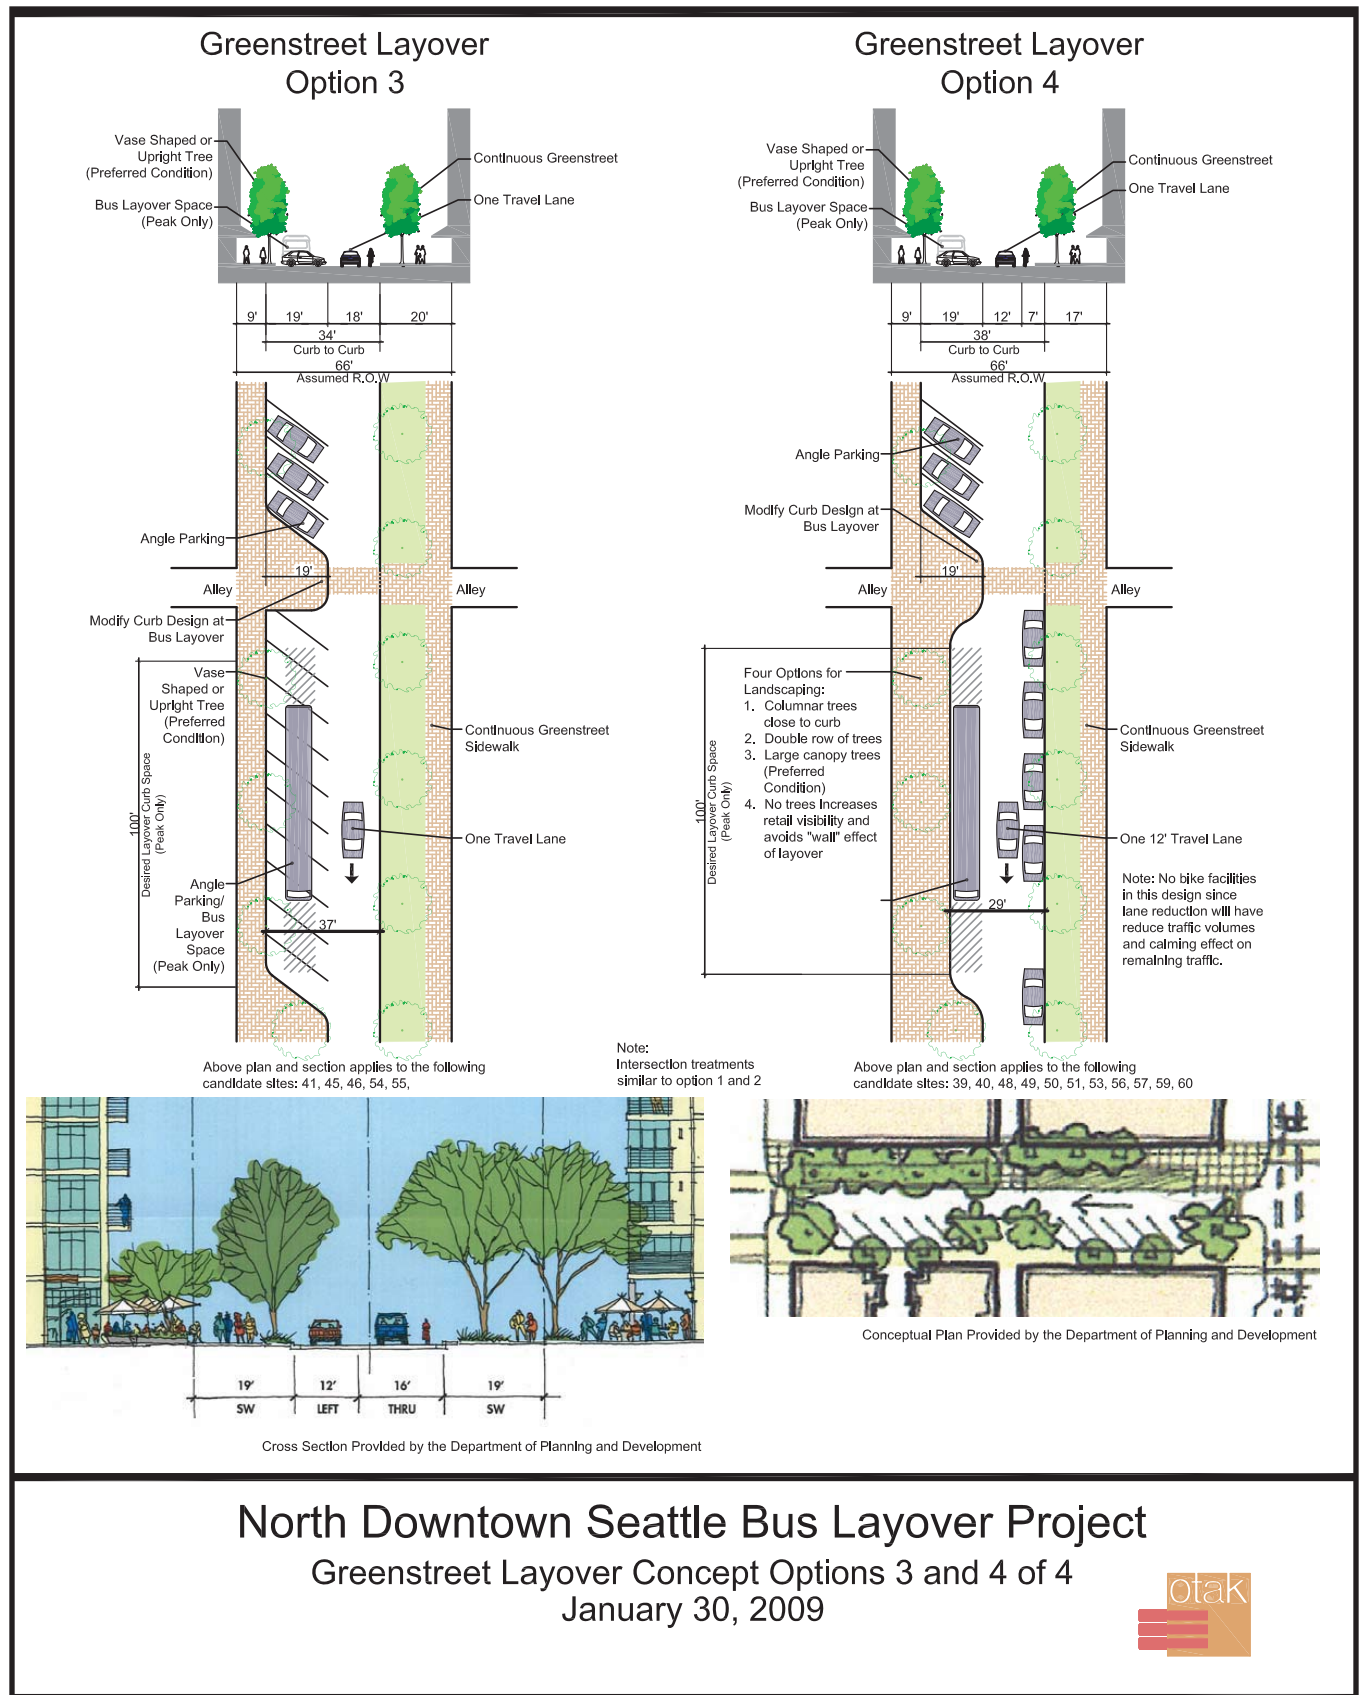 Greenstreet Layover
Option 3
Vase Shaped or
Upright Tree
(Preferred Condition)
Bus Layover Space
(Peak Only)
Continuous Greenstreet
One Travel Lane
9'
19'
18'
20'
34'
Curb to Curb
66'
Assumed R.O.W
Angle Parking
19'
Alley
Alley
Modify Curb Design at
Bus Layover
Vase
Shaped or
Upright Tree
(Preferred
Condition)
100'
Desired Layover Curb Space
(Peak Only)
Continuous Greenstreet
Sidewalk
One Travel Lane
Angle
Parking/
Bus
Layover
Space
(Peak Only)
37'
Above plan and section applies to the following
candidate sites: 41, 45, 46, 54, 55,
Note:
Intersection treatments
similar to option 1 and 2
Greenstreet Layover
Option 4
Vase Shaped or
Upright Tree
(Preferred Condition)
Bus Layover Space
(Peak Only)
Continuous Greenstreet
One Travel Lane
9'
19'
12'
7'
17'
38'
Curb to Curb
66'
Assumed R.O.W
Angle Parking
Modify Curb Design at
Bus Layover
19'
Alley
Alley
Four Options for
Landscaping:
1. Columnar trees
close to curb
2. Double row of trees
3. Large canopy trees
(Preferred
Condition)
4. No trees increases
retail visibility and
avoids "wall" effect
of layover
100'
Desired Layover Curb Space
(Peak Only)
Continuous Greenstreet
Sidewalk
One 12' Travel Lane
Note: No bike facilities
in this design since
lane reduction will have
reduce traffic volumes
and calming effect on
remaining traffic.
29'
Above plan and section applies to the following
candidate sites: 39, 40, 48, 49, 50, 51, 53, 56, 57, 59, 60
19'
12'
16'
19'
SW
LEFT
THRU
SW
Cross Section Provided by the Department of Planning and Development
Conceptual Plan Provided by the Department of Planning and Development
North Downtown Seattle Bus Layover Project
Greenstreet Layover Concept Options 3 and 4 of 4
January 30, 2009
otak